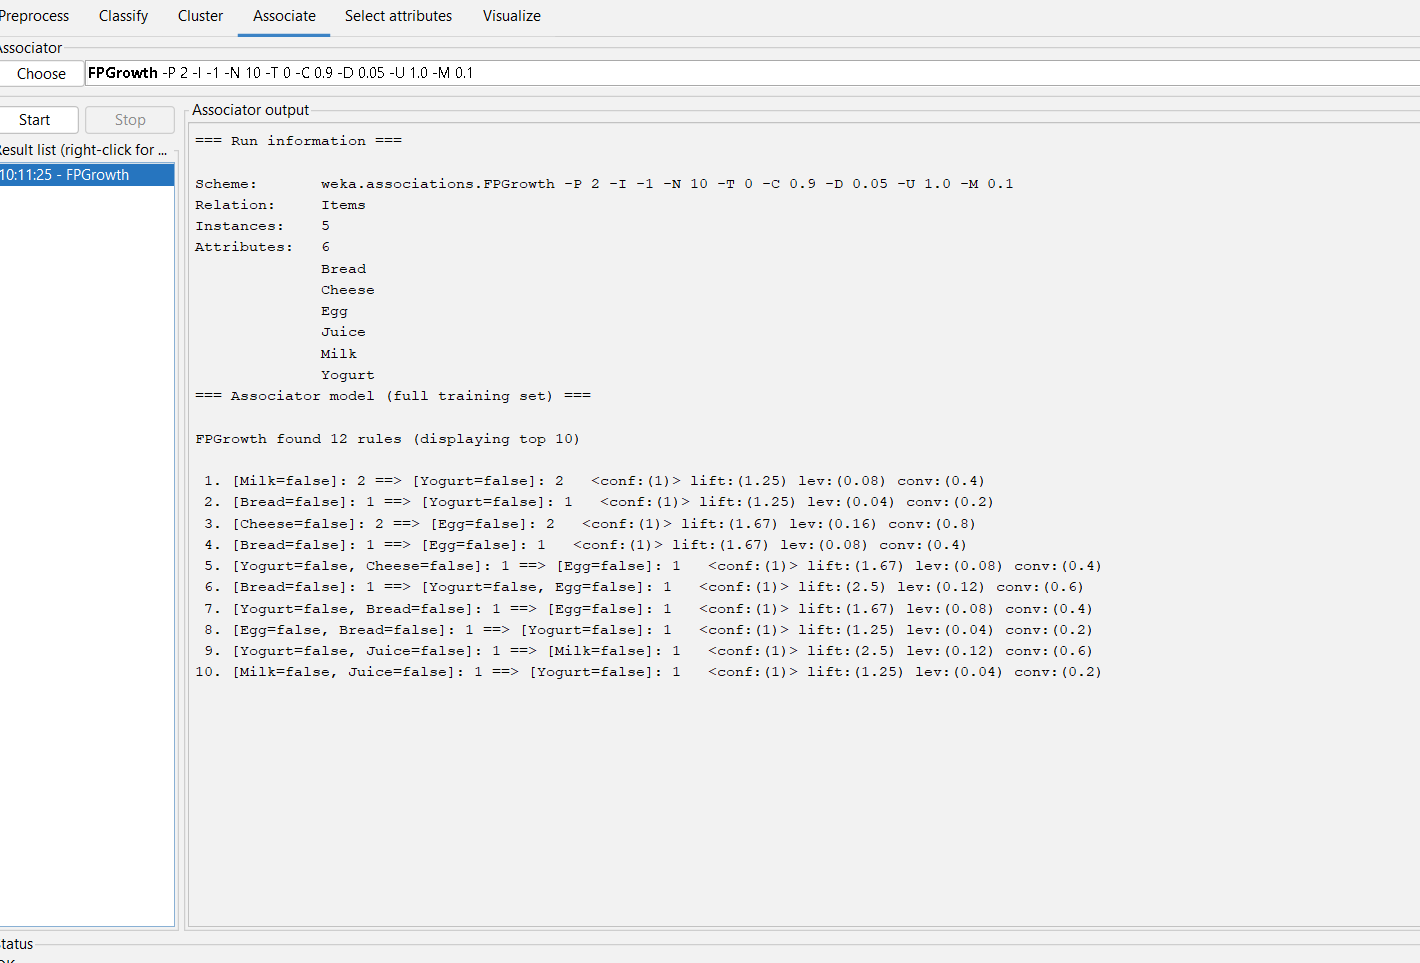 Preprocess Classify Cluster Associate Select attributes Visualize
Associator
Choose FPGrowth -P 2 -I -1 -N 10 -T 0 -C 0.9 -D 0.05 -U 1.0 -M 0.1
Start Stop
Result list (right-click for ...
10:11:25 - FPGrowth
Associator output
=== Run information ===
Scheme: weka.associations.FPGrowth -P 2 -I -1 -N 10 -T 0 -C 0.9 -D 0.05 -U 1.0 -M 0.1
Relation: Items
Instances: 5
Attributes: 6
Bread
Cheese
Egg
Juice
Milk
Yogurt
=== Associator model (full training set) ===
FPGrowth found 12 rules (displaying top 10)
1. [Milk=false]: 2 ==> [Yogurt=false]: 2 <conf:(1)> lift:(1.25) lev:(0.08) conv:(0.4)
2. [Bread=false]: 1 ==> [Yogurt=false]: 1 <conf:(1)> lift:(1.25) lev:(0.04) conv:(0.2)
3. [Cheese=false]: 2 ==> [Egg=false]: 2 <conf:(1)> lift:(1.67) lev:(0.16) conv:(0.8)
4. [Bread=false]: 1 ==> [Egg=false]: 1 <conf:(1)> lift:(1.67) lev:(0.08) conv:(0.4)
5. [Yogurt=false, Cheese=false]: 1 ==> [Egg=false]: 1 <conf:(1)> lift:(1.67) lev:(0.08) conv:(0.4)
6. [Bread=false]: 1 ==> [Yogurt=false, Egg=false]: 1 <conf:(1)> lift:(2.5) lev:(0.12) conv:(0.6)
7. [Yogurt=false, Bread=false]: 1 ==> [Egg=false]: 1 <conf:(1)> lift:(1.67) lev:(0.08) conv:(0.4)
8. [Egg=false, Bread=false]: 1 ==> [Yogurt=false]: 1 <conf:(1)> lift:(1.25) lev:(0.04) conv:(0.2)
9. [Yogurt=false, Juice=false]: 1 ==> [Milk=false]: 1 <conf:(1)> lift:(2.5) lev:(0.12) conv:(0.6)
10. [Milk=false, Juice=false]: 1 ==> [Yogurt=false]: 1 <conf:(1)> lift:(1.25) lev:(0.04) conv:(0.2)
Status